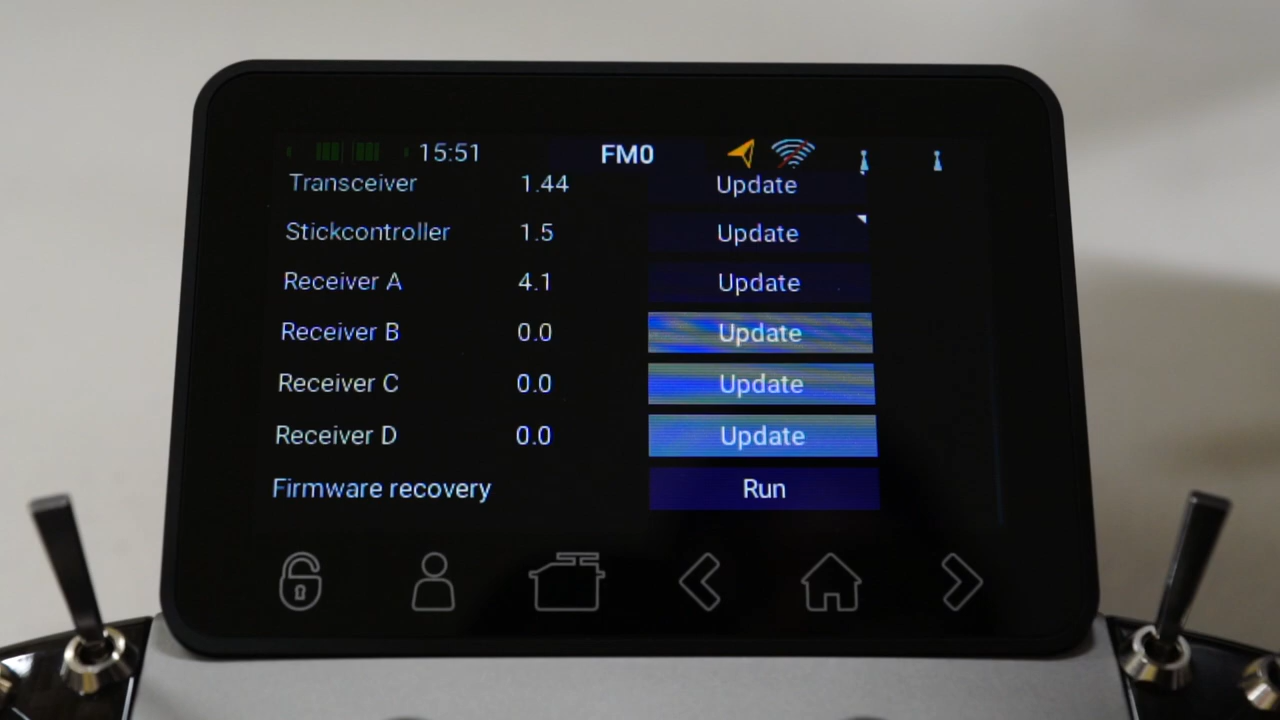 15:51 FM0
Transceiver 1.44 Update
Stickcontroller 1.5 Update
Receiver A 4.1 Update
Receiver B 0.0 Update
Receiver C 0.0 Update
Receiver D 0.0 Update
Firmware recovery Run